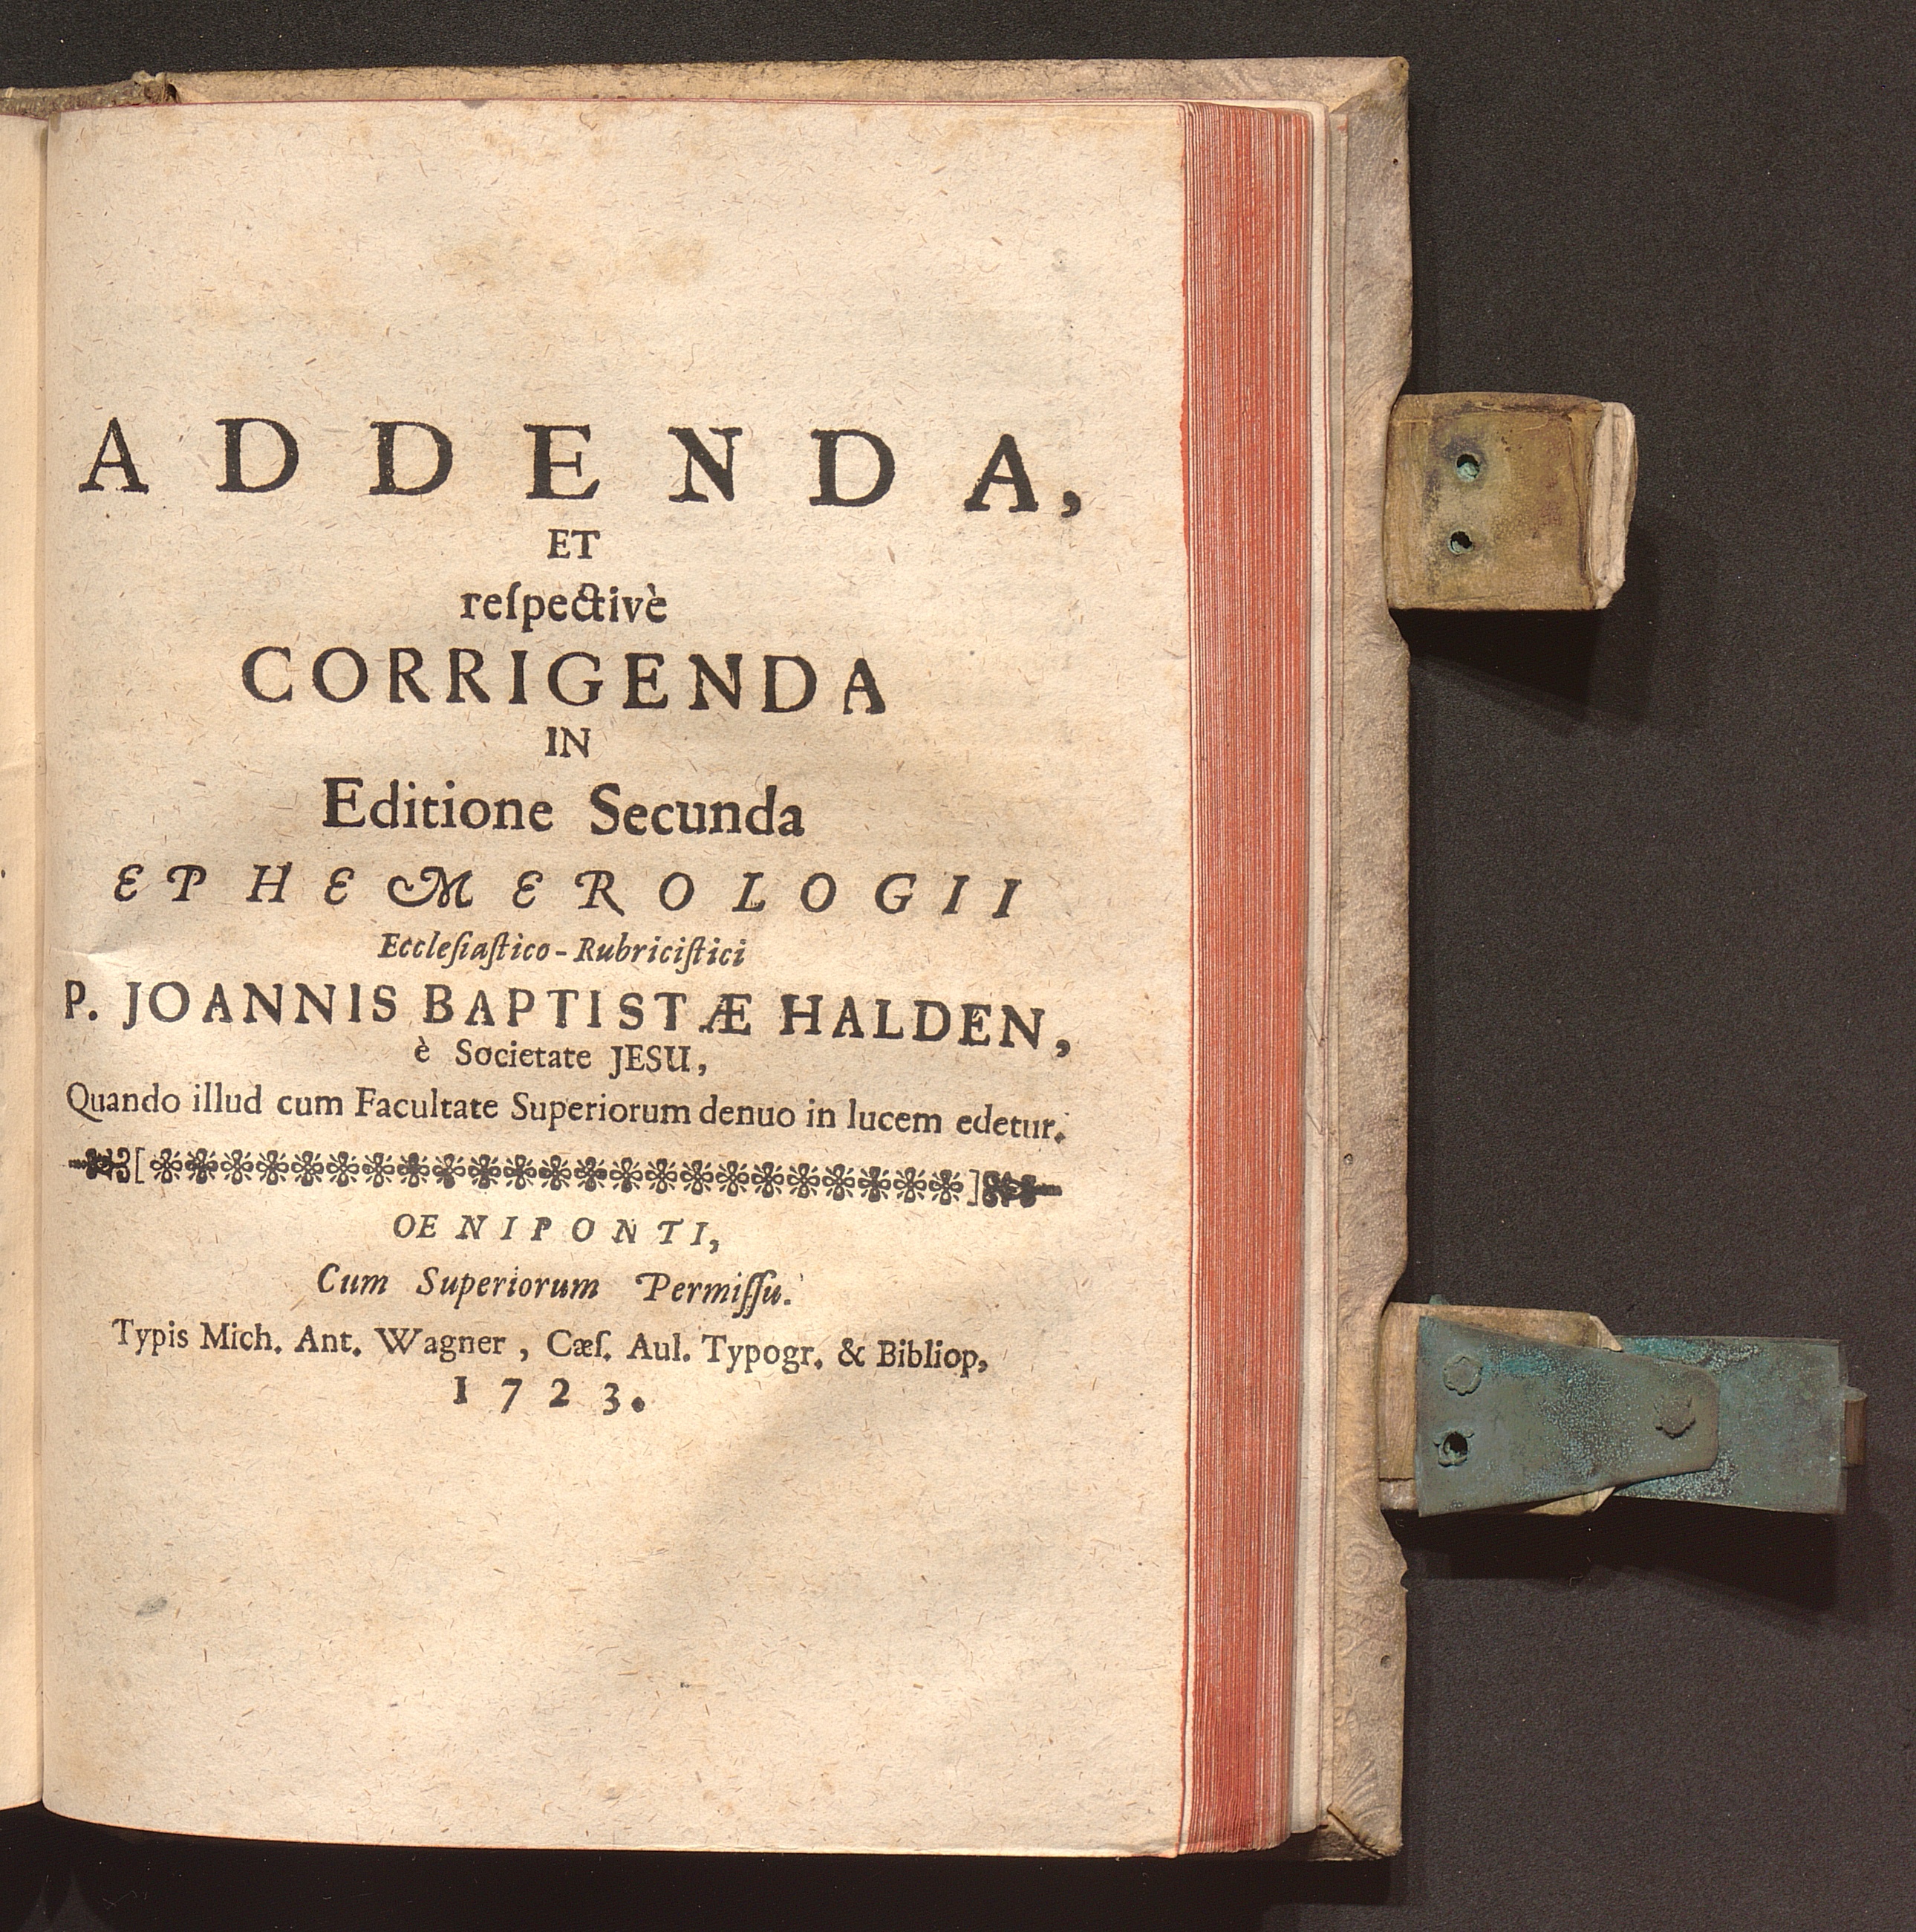 ADDENDA,
ET
reſpectivè
CORRIGENDA
IN
Editione Secunda
EPHEMEROLOGII
Eccleſiaſtico-Rubriciſtici
P. JOANNIS BAPTISTÆ HALDEN,
è Societate JESU,
Quando illud cum Facultate Superiorum denuo in lucem edetur.
OENIPONTI,
Cum Superiorum Permiſſu.
Typis Mich. Ant. Wagner, Cæſ. Aul. Typogr. & Bibliop,
1723.